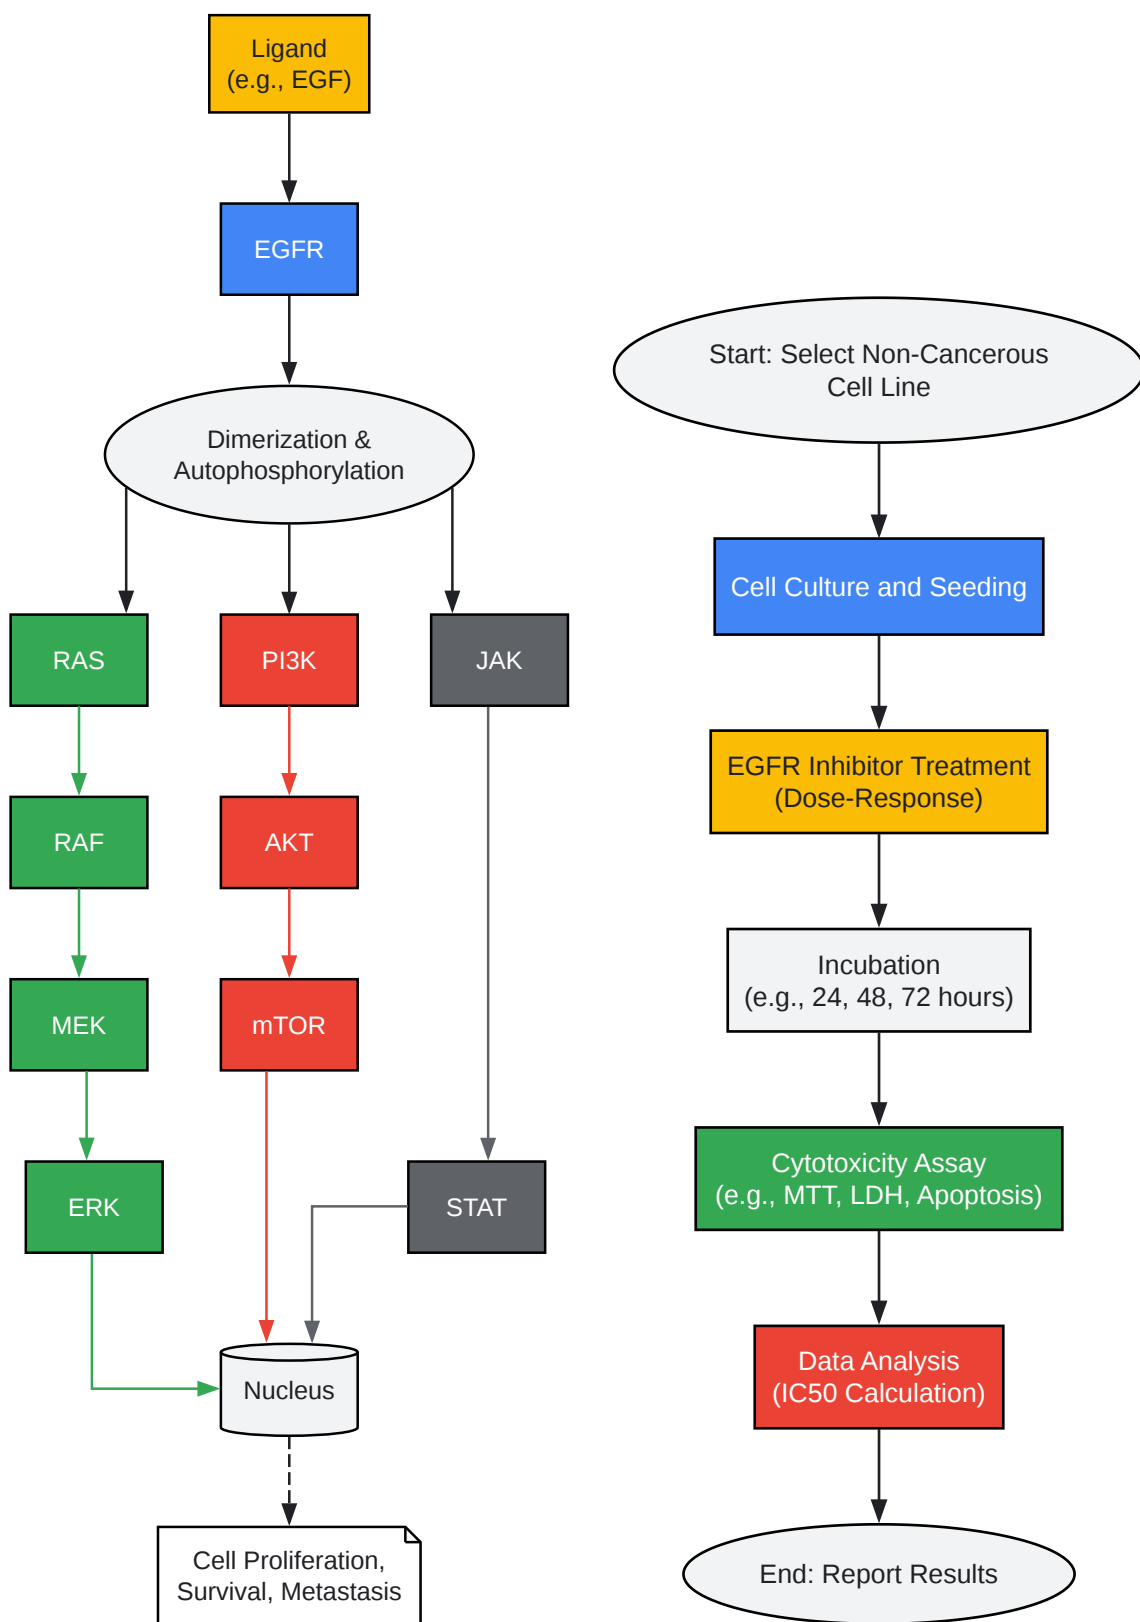 Ligand
(e.g., EGF)
EGFR
Dimerization &
Autophosphorylation
RAS
PI3K
JAK
RAF
AKT
MEK
mTOR
ERK
STAT
Nucleus
Cell Proliferation,
Survival, Metastasis
Start: Select Non-Cancerous
Cell Line
Cell Culture and Seeding
EGFR Inhibitor Treatment
(Dose-Response)
Incubation
(e.g., 24, 48, 72 hours)
Cytotoxicity Assay
(e.g., MTT, LDH, Apoptosis)
Data Analysis
(IC50 Calculation)
End: Report Results